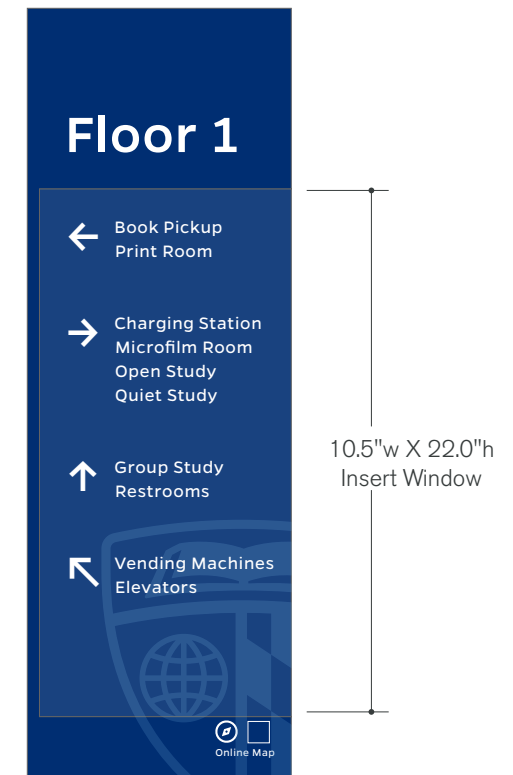 Floor 1
Book Pickup
Print Room
Charging Station
Microfilm Room
Open Study
Quiet Study
Group Study
Restrooms
Vending Machines
Elevators
Online Map
10.5"w X 22.0"h
Insert Window